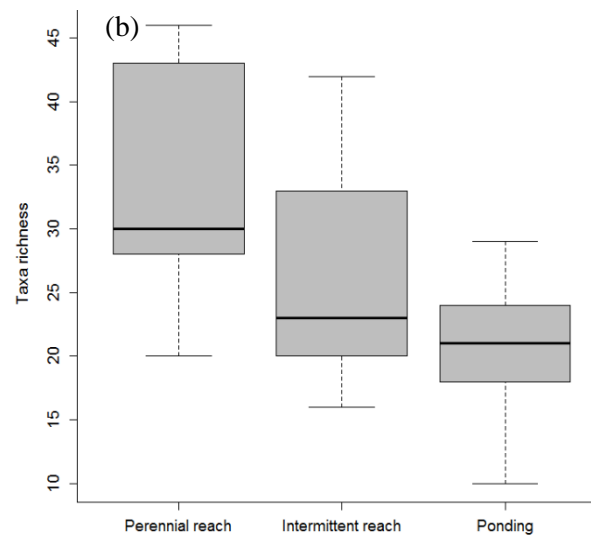 (b)
45
40
35
30
25
20
15
10
Taxa richness
Perennial reach
Intermittent reach
Ponding